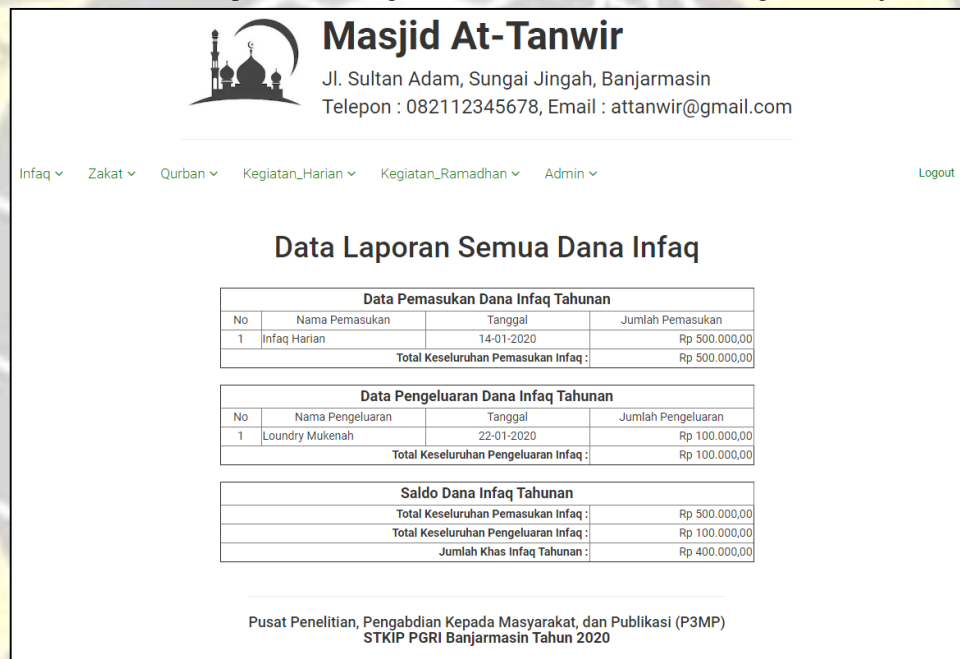 Masjid At-Tanwir
Jl. Sultan Adam, Sungai Jingah, Banjarmasin
Telepon : 082112345678, Email : attanwir@gmail.com
Infaq Zakat Qurban Kegiatan_Harian Kegiatan_Ramadhan Admin Logout
Data Laporan Semua Dana Infaq
Data Pemasukan Dana Infaq Tahunan
No Nama Pemasukan Tanggal Jumlah Pemasukan
1 Infaq Harian 14-01-2020 Rp 500.000,00
Total Keseluruhan Pemasukan Infaq : Rp 500.000,00
Data Pengeluaran Dana Infaq Tahunan
No Nama Pengeluaran Tanggal Jumlah Pengeluaran
1 Loundry Mukenah 22-01-2020 Rp 100.000,00
Total Keseluruhan Pengeluaran Infaq : Rp 100.000,00
Saldo Dana Infaq Tahunan
Total Keseluruhan Pemasukan Infaq : Rp 500.000,00
Total Keseluruhan Pengeluaran Infaq : Rp 100.000,00
Jumlah Khas Infaq Tahunan : Rp 400.000,00
Pusat Penelitian, Pengabdian Kepada Masyarakat, dan Publikasi (P3MP)
STKIP PGRI Banjarmasin Tahun 2020